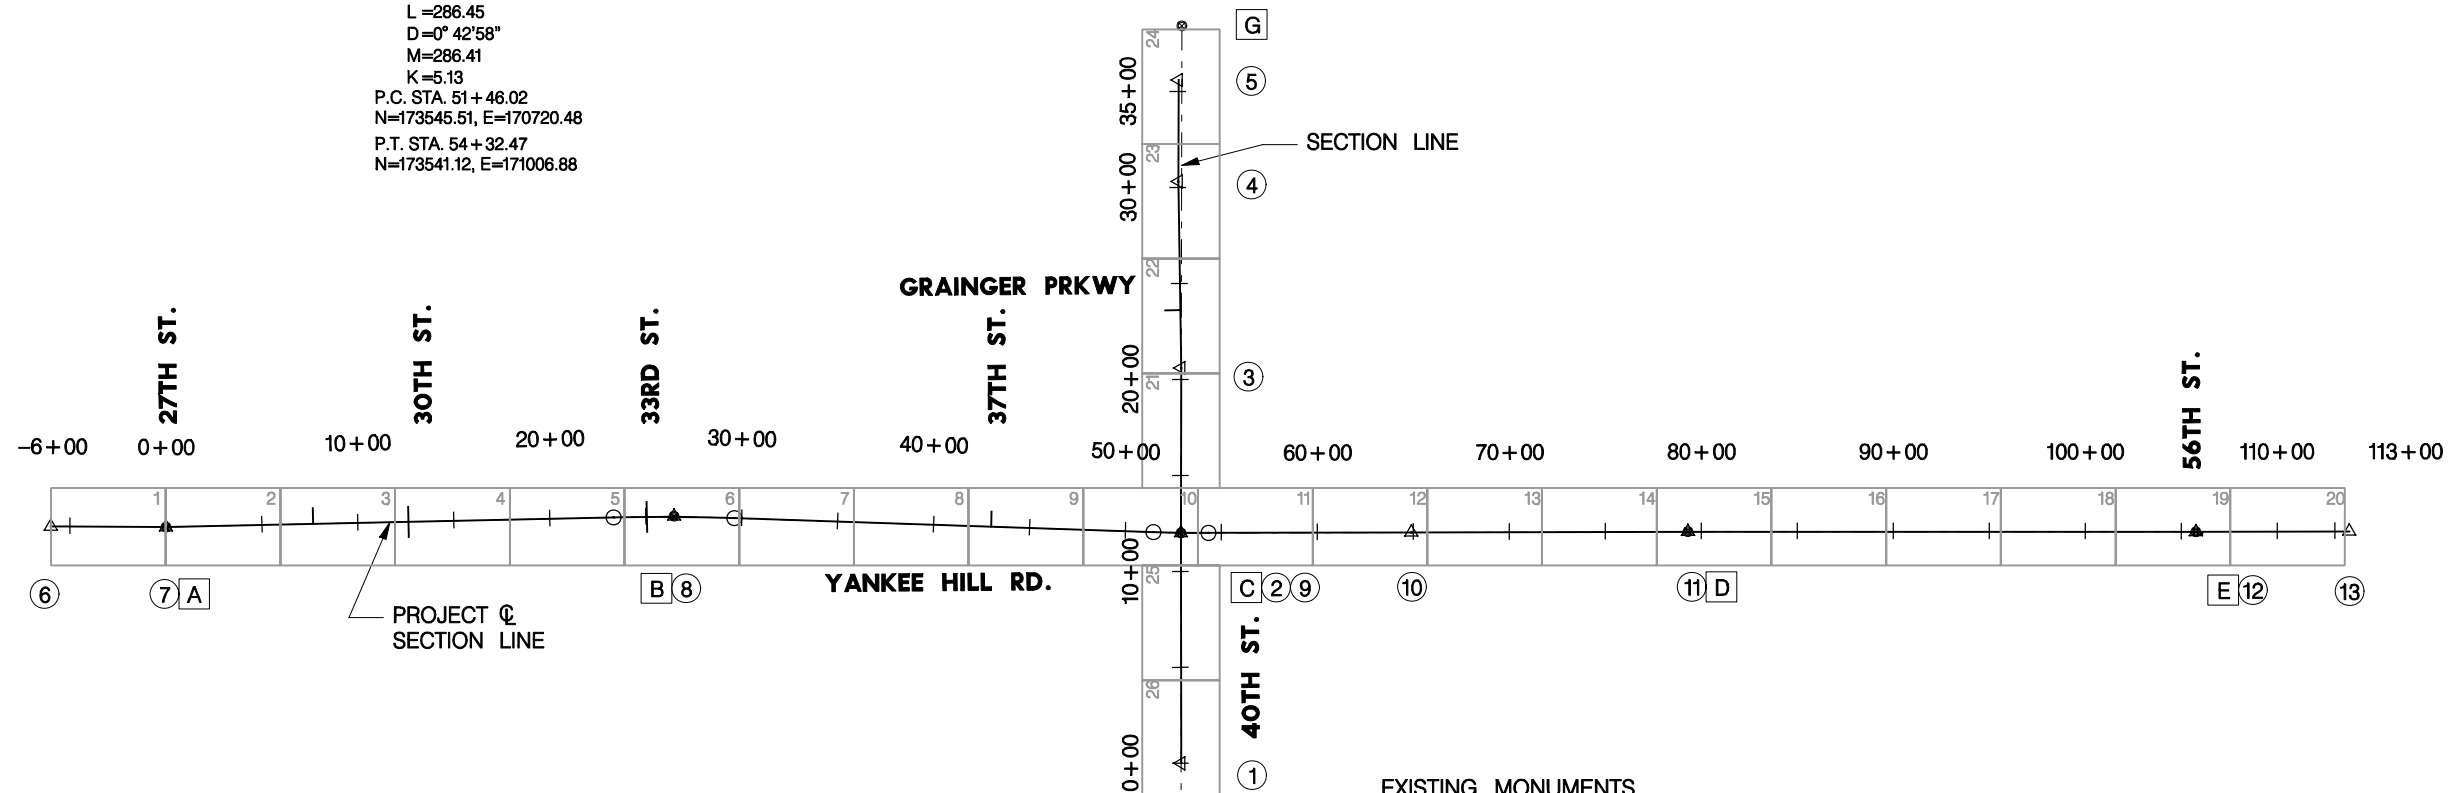 L =286.45
D =0° 42'58"
M=286.41
K =5.13
P.C. STA. 51+46.02
N=173545.51, E=170720.48
P.T. STA. 54+32.47
N=173541.12, E=171006.88
G
24
35+00
5
23
SECTION LINE
30+00
4
22
GRAINGER PRKWY
27TH ST.
30TH ST.
33RD ST.
37TH ST.
20+00
21
3
56TH ST.
-6+00
0+00
10+00
20+00
30+00
40+00
50+00
60+00
70+00
80+00
90+00
100+00
110+00
113+00
1
2
3
4
5
6
7
8
9
10
11
12
13
14
15
16
17
18
19
20
6
7 A
B 8
YANKEE HILL RD.
10+00
25
C 2 9
10
11 D
E 12
13
PROJECT ℄
SECTION LINE
26
40TH ST.
0+00
1
EXISTING MONUMENTS